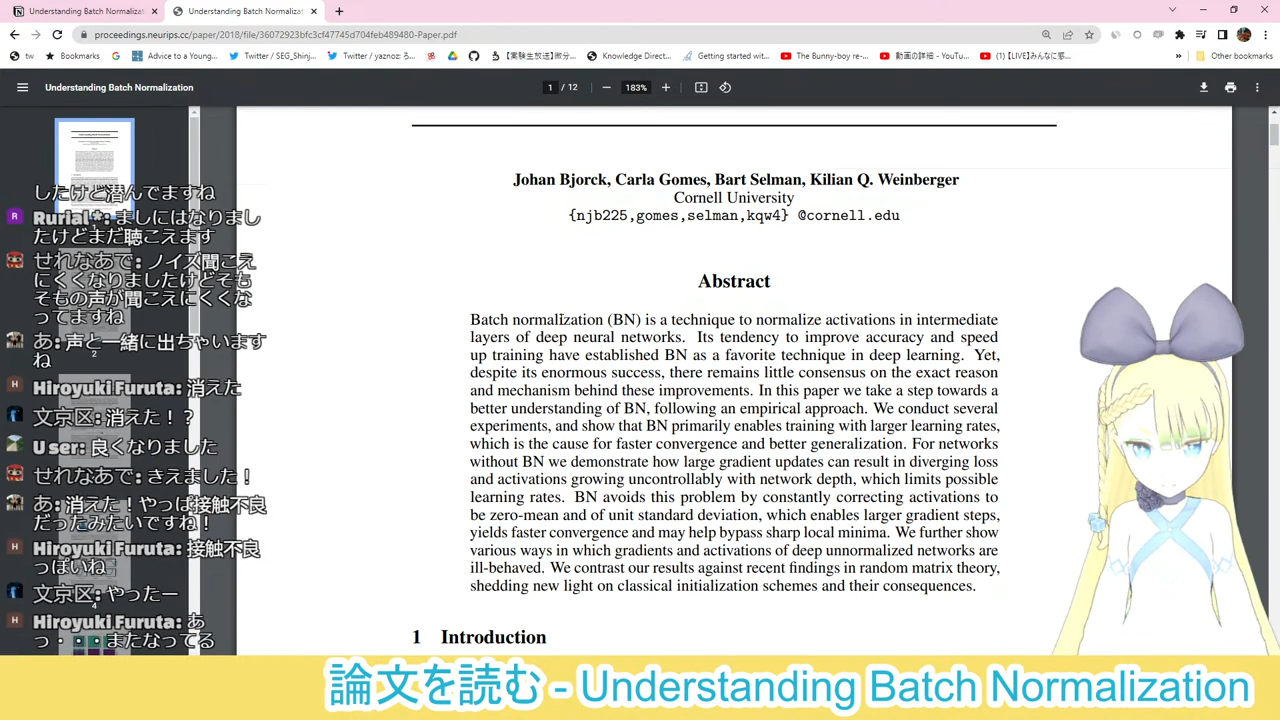 Understanding Batch Normalizat
Understanding Batch Normalizat
proceedings.neurips.cc/paper/2018/file/36072923bfc3cf47745d704feb489480-Paper.pdf
tw
Bookmarks
Advice to a Young...
Twitter / SEG_Shinj...
Twitter / yaznoz ろ...
【実験生放送】微分...
Knowledge Direct...
Getting started wit...
The Bunny-boy re-...
動画の詳細 - YouTu...
(1) 【LIVE】みんなに感...
»
Other bookmarks
Understanding Batch Normalization
1 / 12
183%
Johan Bjorck, Carla Gomes, Bart Selman, Kilian Q. Weinberger
Cornell University
{njb225,gomes,selman,kqw4} @cornell.edu
Abstract
Batch normalization (BN) is a technique to normalize activations in intermediate
layers of deep neural networks. Its tendency to improve accuracy and speed
up training have established BN as a favorite technique in deep learning. Yet,
despite its enormous success, there remains little consensus on the exact reason
and mechanism behind these improvements. In this paper we take a step towards a
better understanding of BN, following an empirical approach. We conduct several
experiments, and show that BN primarily enables training with larger learning rates,
which is the cause for faster convergence and better generalization. For networks
without BN we demonstrate how large gradient updates can result in diverging loss
and activations growing uncontrollably with network depth, which limits possible
learning rates. BN avoids this problem by constantly correcting activations to
be zero-mean and of unit standard deviation, which enables larger gradient steps,
yields faster convergence and may help bypass sharp local minima. We further show
various ways in which gradients and activations of deep unnormalized networks are
ill-behaved. We contrast our results against recent findings in random matrix theory,
shedding new light on classical initialization schemes and their consequences.
1 Introduction
したけど潜んでますね
R
: ましにはなりまし
たけどまだ聴こえます
せれなあで: ノイズ聞こえ
にくくなりましたけどそも
そもの声が聞こえにくくな
ってますね
あ: 声と一緒に出ちゃいます
ね
2
H
Hiroyuki Furuta: 消えた
文京区: 消えた！？
U ser: 良くなりました
せれなあで: きえました！
あ: 消えた！やっぱ接触不良
だったみたいですね！
H
Hiroyuki Furuta: 接触不良
っぽいね
文京区: やったー
4
H
Hiroyuki Furuta: あ
っ・・・またなってる
論文を読む - Understanding Batch Normalization